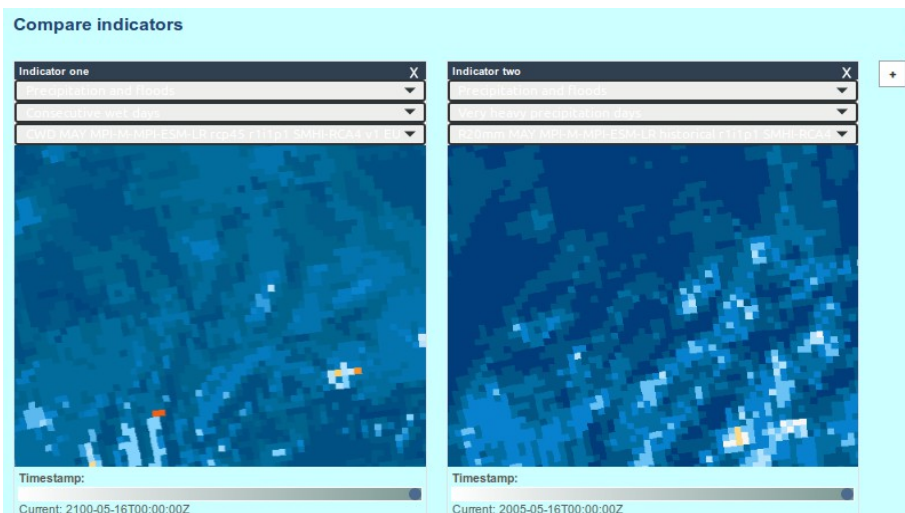 Compare indicators
Indicator one X
Precipitation and floods
Consecutive wet days
CWD MAY MPI-M-MPI-ESM-LR rcp45 r1i1p1 SMHI-RCA4 v1 EU
Timestamp:
Current: 2100-05-16T00:00:00Z
Indicator two X
Precipitation and floods
Very heavy precipitation days
R20mm MAY MPI-M-MPI-ESM-LR historical r1i1p1 SMHI-RCA4
Timestamp:
Current: 2005-05-16T00:00:00Z
+